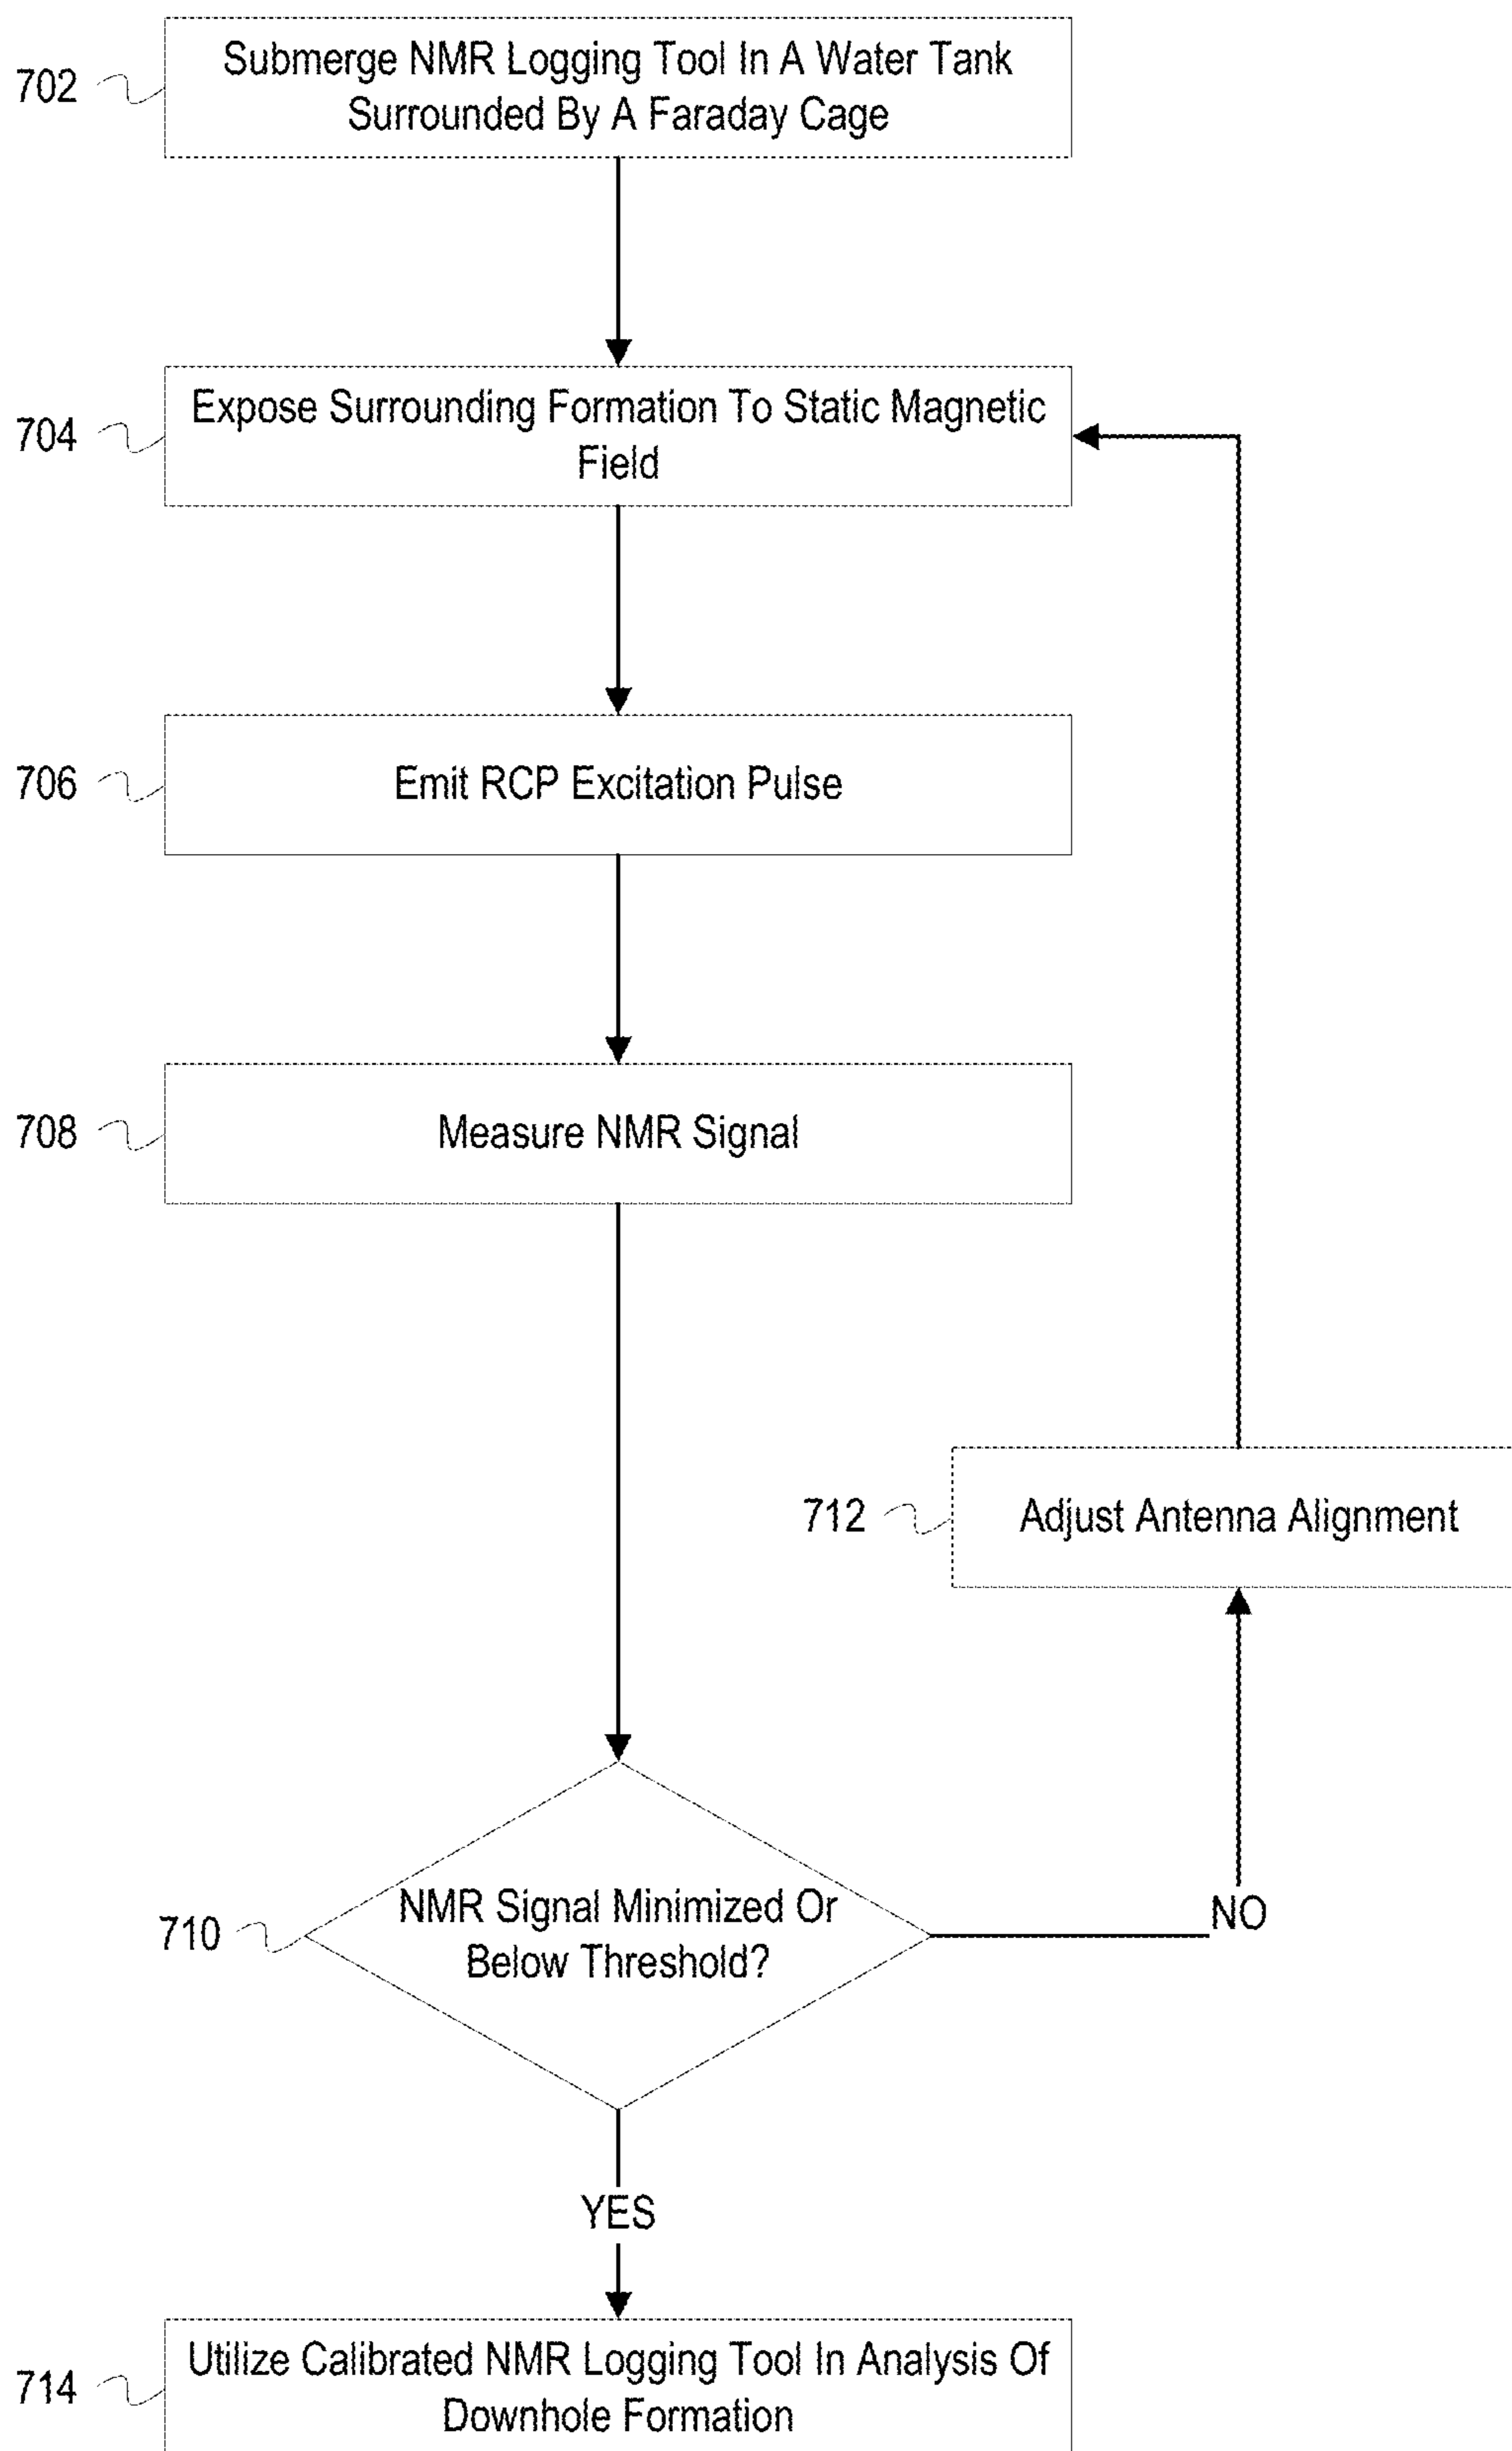 702
Submerge NMR Logging Tool In A Water Tank
Surrounded By A Faraday Cage
704
Expose Surrounding Formation To Static Magnetic
Field
706
Emit RCP Excitation Pulse
708
Measure NMR Signal
712
Adjust Antenna Alignment
710
NMR Signal Minimized Or
Below Threshold?
NO
YES
714
Utilize Calibrated NMR Logging Tool In Analysis Of
Downhole Formation